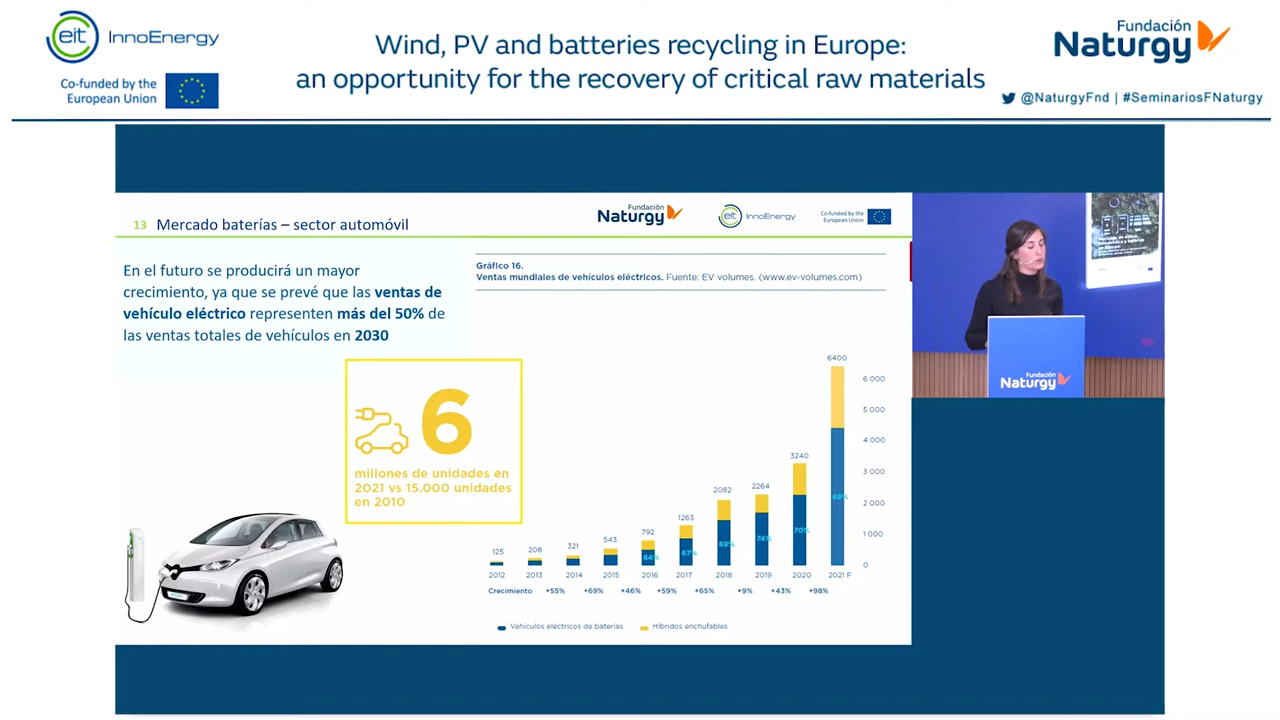 eit InnoEnergy
Co-funded by the
European Union
Wind, PV and batteries recycling in Europe:
an opportunity for the recovery of critical raw materials
Fundación
Naturgy
@NaturgyFnd | #SeminariosFNaturgy
13 Mercado baterías – sector automóvil
Fundación
Naturgy
eit InnoEnergy
Co-funded by the
European Union
En el futuro se producirá un mayor
crecimiento, ya que se prevé que las ventas de
vehículo eléctrico representen más del 50% de
las ventas totales de vehículos en 2030
6
millones de unidades en
2021 vs 15.000 unidades
en 2010
Gráfico 16.
Ventas mundiales de vehículos eléctricos. Fuente: EV volumes. (www.ev-volumes.com)
6400
6 000
5 000
4 000
3240
3 000
2264
2082
2 000
1263
1 000
792
543
321
208
125
0
64% 67% 69% 74% 70% 69%
2012 2013 2014 2015 2016 2017 2018 2019 2020 2021 F
Crecimiento +55% +69% +46% +59% +65% +9% +43% +98%
Vehículos eléctricos de baterías Híbridos enchufables
Fundación
Naturgy